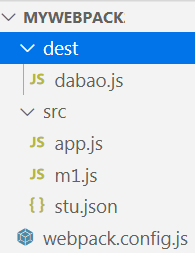 MYWEBPACK
dest
JS dabao.js
src
JS app.js
JS m1.js
{ } stu.json
webpack.config.js